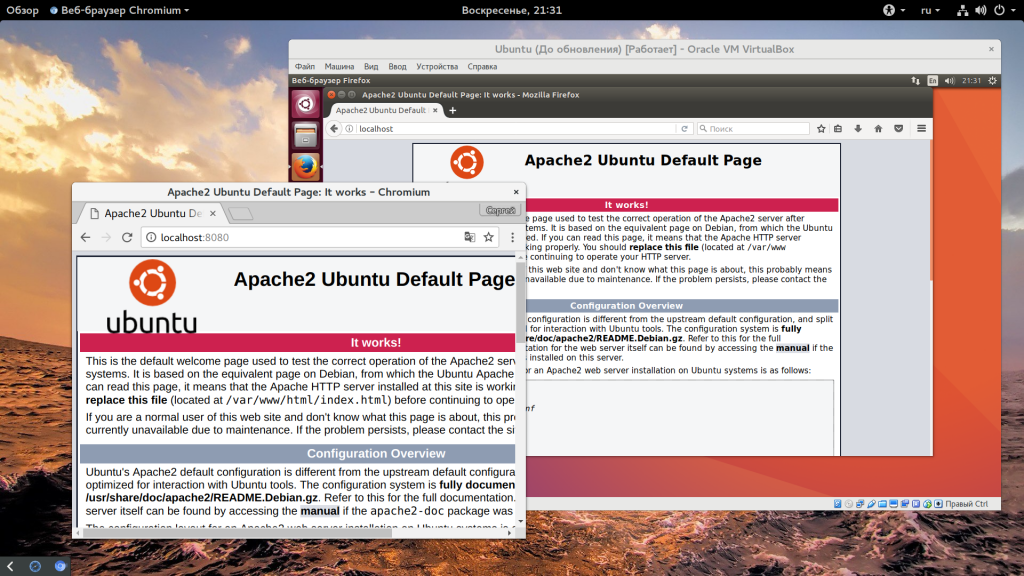 Обзор Веб-браузер Chromium Воскресенье, 21:31 ru
Ubuntu (До обновления) [Работает] - Oracle VM VirtualBox
Файл Машина Вид Ввод Устройства Справка
Веб-браузер Firefox En 21:31
Apache2 Ubuntu Default Page: It works - Mozilla Firefox
Apache2 Ubuntu Default
localhost Поиск
Apache2 Ubuntu Default Page
It works!
page used to test the correct operation of the Apache2 server after
tems. It is based on the equivalent page on Debian, from which the Ubuntu
ed. If you can read this page, it means that the Apache HTTP server
king properly. You should replace this file (located at /var/www
continuing to operate your HTTP server.
this web site and don't know what this page is about, this probably means
unavailable due to maintenance. If the problem persists, please contact the
Configuration Overview
configuration is different from the upstream default configuration, and split
d for interaction with Ubuntu tools. The configuration system is fully
are/doc/apache2/README.Debian.gz. Refer to this for the full
tation for the web server itself can be found by accessing the manual if the
s installed on this server.
or an Apache2 web server installation on Ubuntu systems is as follows:
nf
Правый Ctrl
Apache2 Ubuntu Default Page: It works - Chromium
Apache2 Ubuntu De Сергей
localhost:8080
ubuntu
Apache2 Ubuntu Default Page
It works!
This is the default welcome page used to test the correct operation of the Apache2 serv
systems. It is based on the equivalent page on Debian, from which the Ubuntu Apache
can read this page, it means that the Apache HTTP server installed at this site is workin
replace this file (located at /var/www/html/index.html) before continuing to ope
If you are a normal user of this web site and don't know what this page is about, this pr
currently unavailable due to maintenance. If the problem persists, please contact the si
Configuration Overview
Ubuntu's Apache2 default configuration is different from the upstream default configura
optimized for interaction with Ubuntu tools. The configuration system is fully documen
/usr/share/doc/apache2/README.Debian.gz. Refer to this for the full documentation.
server itself can be found by accessing the manual if the apache2-doc package was
The configuration layout for an Apache2 web server installation on Ubuntu systems is